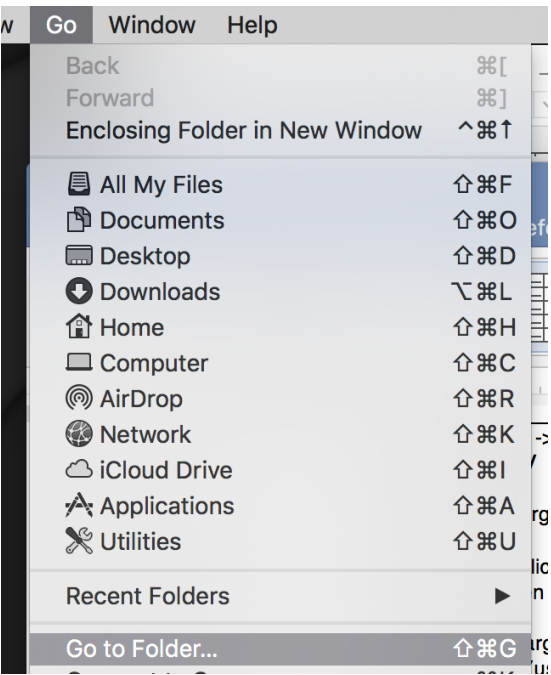 Go Window Help
Back ⌘[
Forward ⌘]
Enclosing Folder in New Window ^⌘↑
All My Files ⇧⌘F
Documents ⇧⌘O
Desktop ⇧⌘D
Downloads ⌥⌘L
Home ⇧⌘H
Computer ⇧⌘C
AirDrop ⇧⌘R
Network ⇧⌘K
iCloud Drive ⇧⌘I
Applications ⇧⌘A
Utilities ⇧⌘U
Recent Folders ▶
Go to Folder... ⇧⌘G